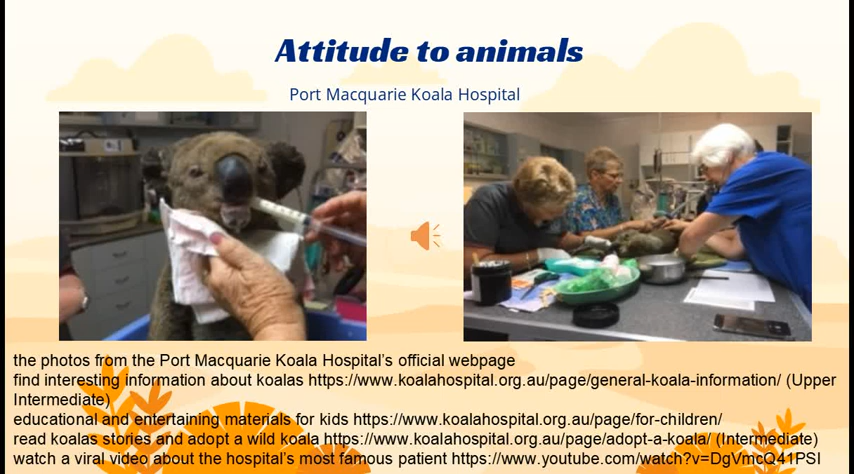 Attitude to animals
Port Macquarie Koala Hospital
the photos from the Port Macquarie Koala Hospital's official webpage
find interesting information about koalas https://www.koalahospital.org.au/page/general-koala-information/ (Upper
Intermediate)
educational and entertaining materials for kids https://www.koalahospital.org.au/page/for-children/
read koalas stories and adopt a wild koala https://www.koalahospital.org.au/page/adopt-a-koala/ (Intermediate)
watch a viral video about the hospital's most famous patient https://www.youtube.com/watch?v=DgVmcQ41PSI